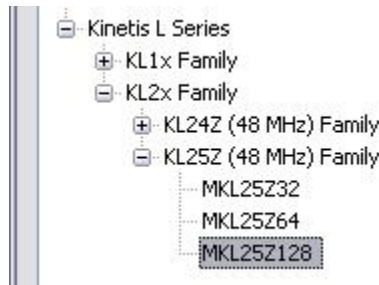 Kinetis L Series
KL1x Family
KL2x Family
KL24Z (48 MHz) Family
KL25Z (48 MHz) Family
MKL25Z32
MKL25Z64
MKL25Z128